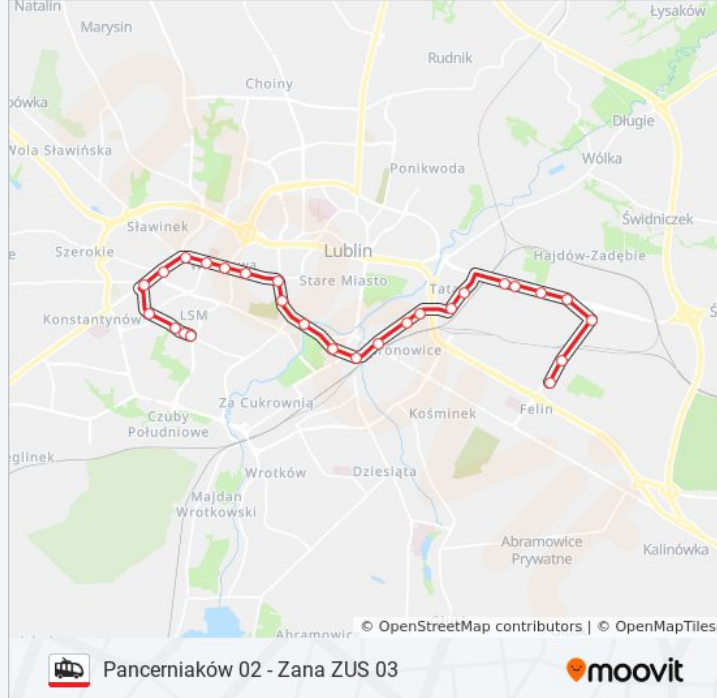 Natalin
Łysaków
Marysin
Rudnik
Choiny
Długie
Wola Sławińska
Wólka
Ponikwoda
Świdniczek
Sławinek
Szerokie
Lublin
Hajdów-Zadębie
Stare Miasto
Konstantynów
LSM
Za Cukrownią
Kośminek
Felin
Czuby
Południowe
Wrotków
Dziesiąta
Majdan
Wrotkowski
Abramowice
Prywatne
Kalinówka
© OpenStreetMap contributors | © OpenMapTiles
Pancerniaków 02 - Zana ZUS 03
moovit